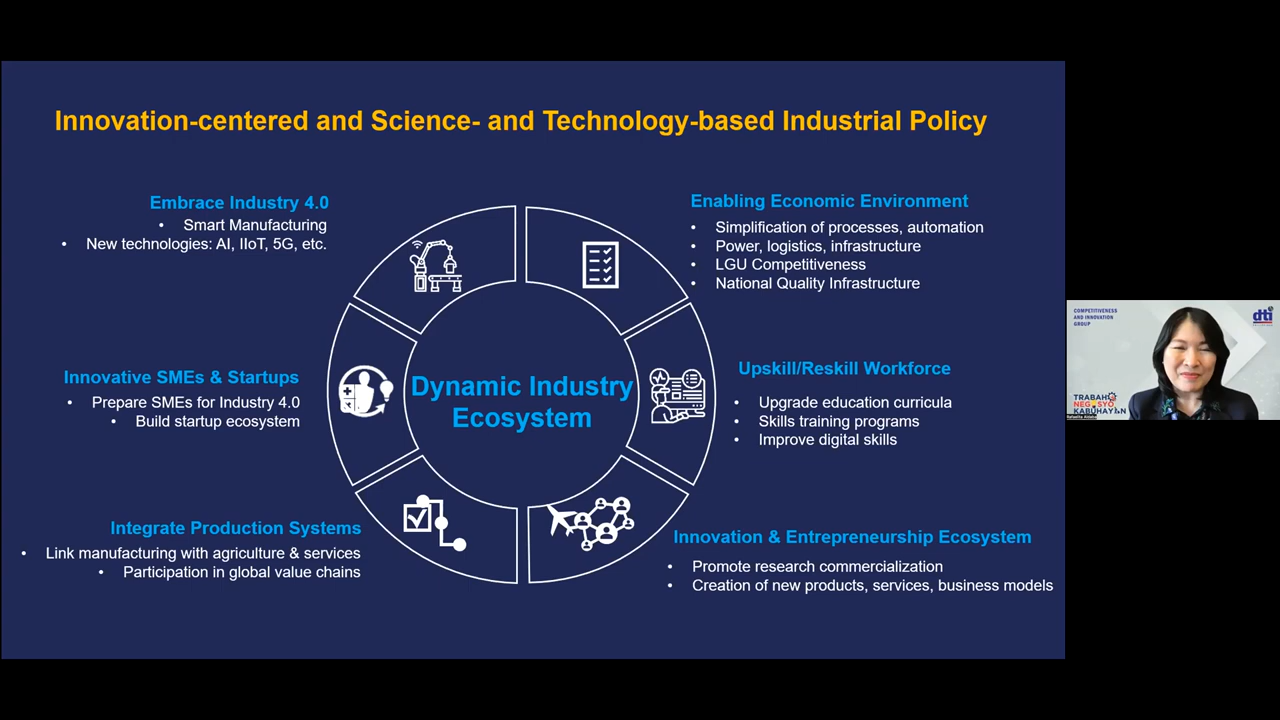 Innovation-centered and Science- and Technology-based Industrial Policy
Embrace Industry 4.0
• Smart Manufacturing
• New technologies: AI, IIoT, 5G, etc.
Innovative SMEs & Startups
• Prepare SMEs for Industry 4.0
• Build startup ecosystem
Integrate Production Systems
• Link manufacturing with agriculture & services
• Participation in global value chains
Dynamic Industry
Ecosystem
Enabling Economic Environment
• Simplification of processes, automation
• Power, logistics, infrastructure
• LGU Competitiveness
• National Quality Infrastructure
Upskill/Reskill Workforce
• Upgrade education curricula
• Skills training programs
• Improve digital skills
Innovation & Entrepreneurship Ecosystem
• Promote research commercialization
• Creation of new products, services, business models
COMPETITIVENESS
AND INNOVATION
GROUP
dti
TRABAHO
NEGOSYO
KABUHAYAN